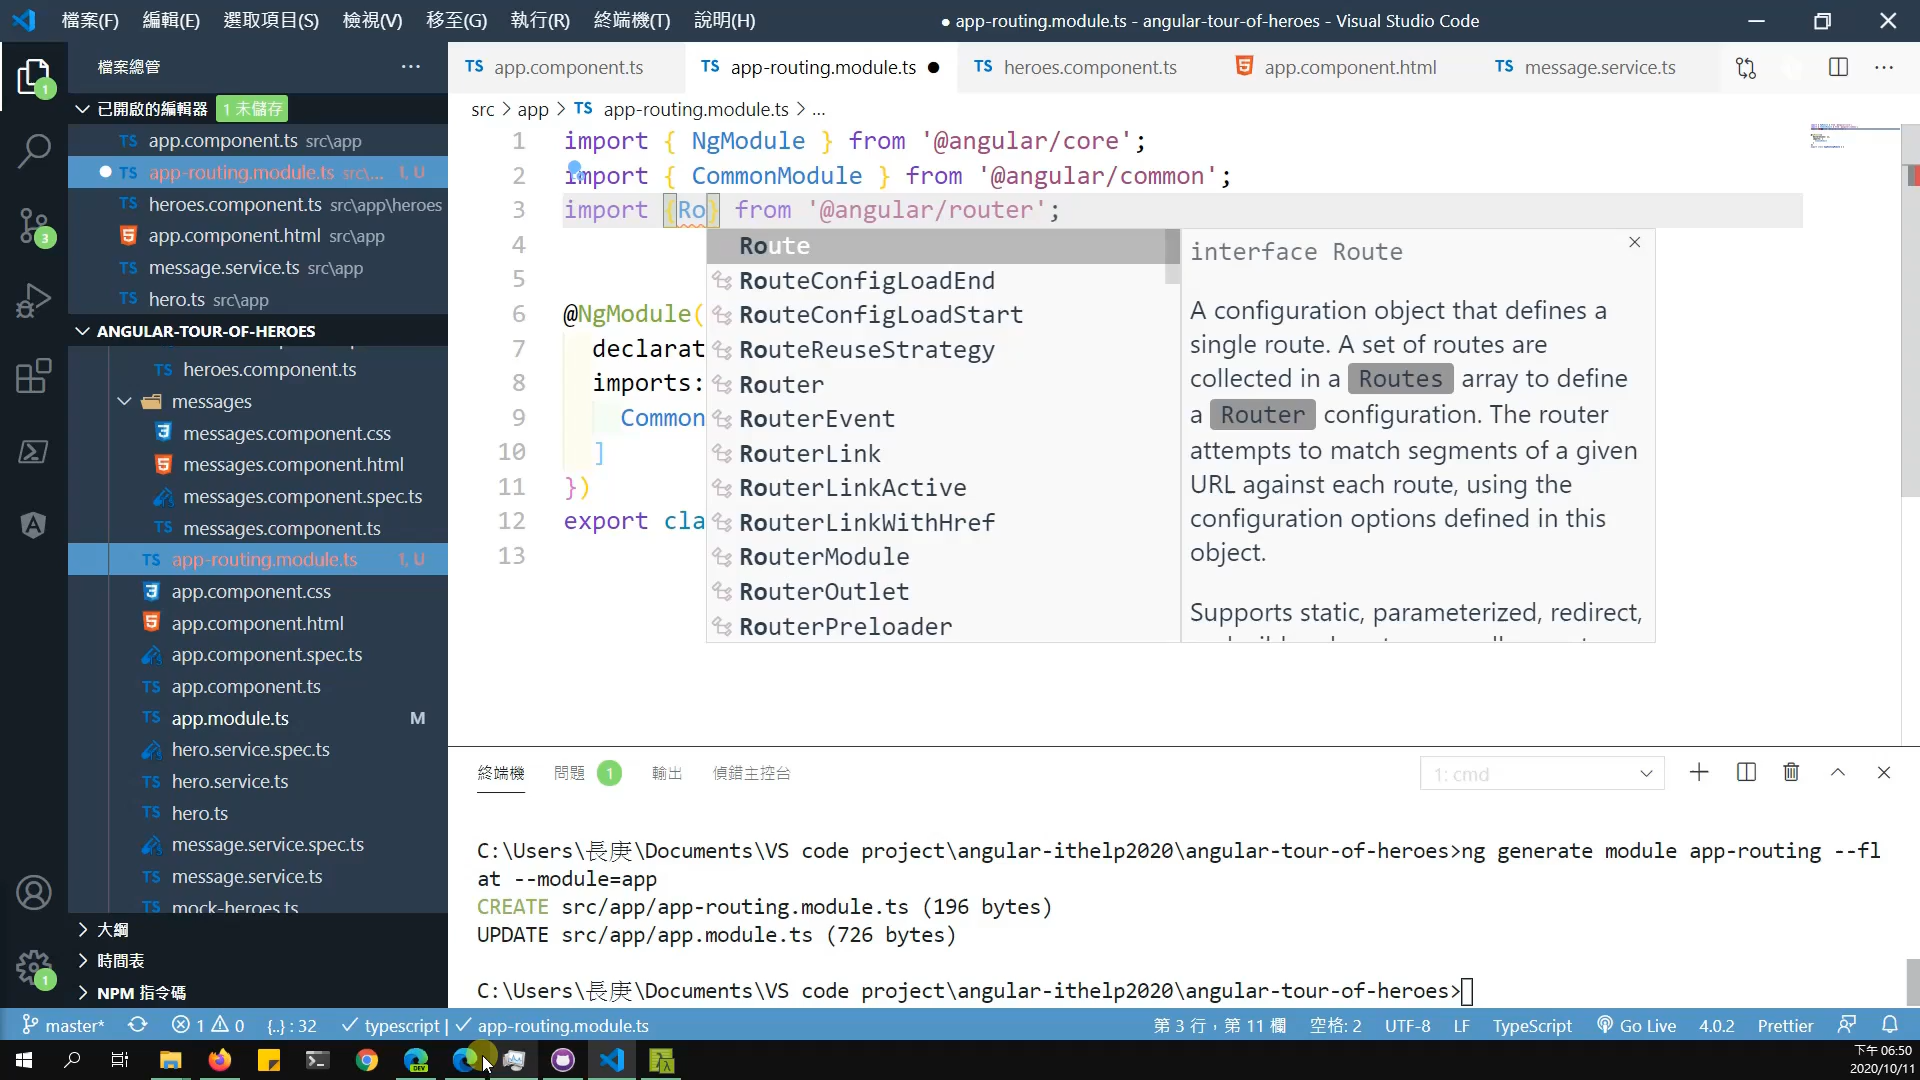 檔案(F) 編輯(E) 選取項目(S) 檢視(V) 移至(G) 執行(R) 終端機(T) 說明(H) ● app-routing.module.ts - angular-tour-of-heroes - Visual Studio Code
檔案總管
已開啟的編輯器 1 未儲存
TS app.component.ts src\app
TS app-routing.module.ts src\... 1, U
TS heroes.component.ts src\app\heroes
app.component.html src\app
TS message.service.ts src\app
TS hero.ts src\app
ANGULAR-TOUR-OF-HEROES
TS heroes.component.ts
messages
messages.component.css
messages.component.html
messages.component.spec.ts
TS messages.component.ts
TS app-routing.module.ts 1, U
app.component.css
app.component.html
app.component.spec.ts
TS app.component.ts
TS app.module.ts M
hero.service.spec.ts
TS hero.service.ts
TS hero.ts
message.service.spec.ts
TS message.service.ts
TS mock-heroes.ts
大綱
時間表
NPM 指令碼
1
3
1
TS app.component.ts TS app-routing.module.ts ● TS heroes.component.ts app.component.html TS message.service.ts
src > app > TS app-routing.module.ts > ...
1 import { NgModule } from '@angular/core';
2 import { CommonModule } from '@angular/common';
3 import {Ro} from '@angular/router';
4
5
6 @NgModule(
7 declarat
8 imports:
9 Common
10 ]
11 })
12 export cla
13
Route
RouteConfigLoadEnd
RouteConfigLoadStart
RouteReuseStrategy
Router
RouterEvent
RouterLink
RouterLinkActive
RouterLinkWithHref
RouterModule
RouterOutlet
RouterPreloader
interface Route
A configuration object that defines a
single route. A set of routes are
collected in a Routes array to define
a Router configuration. The router
attempts to match segments of a given
URL against each route, using the
configuration options defined in this
object.
Supports static, parameterized, redirect,
終端機 問題 1 輸出 偵錯主控台 1: cmd
C:\Users\長庚\Documents\VS code project\angular-ithelp2020\angular-tour-of-heroes>ng generate module app-routing --fl
at --module=app
CREATE src/app/app-routing.module.ts (196 bytes)
UPDATE src/app/app.module.ts (726 bytes)
C:\Users\長庚\Documents\VS code project\angular-ithelp2020\angular-tour-of-heroes>
master* 1 0 {..} : 32 typescript | app-routing.module.ts 第 3 行，第 11 欄 空格: 2 UTF-8 LF TypeScript Go Live 4.0.2 Prettier
下午 06:50
2020/10/11